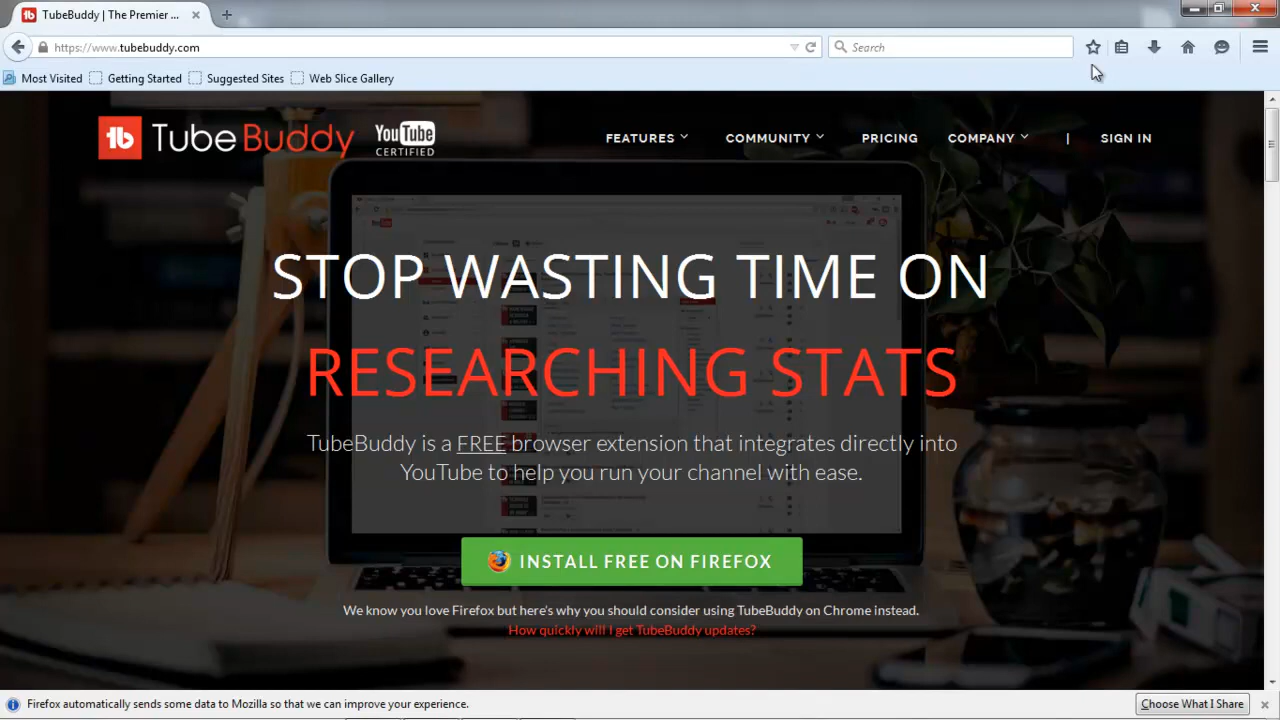 TubeBuddy | The Premier ...
https://www.tubebuddy.com
Search
Most Visited
Getting Started
Suggested Sites
Web Slice Gallery
TubeBuddy
YouTube
CERTIFIED
FEATURES
COMMUNITY
PRICING
COMPANY
|
SIGN IN
STOP WASTING TIME ON
RESEARCHING STATS
TubeBuddy is a FREE browser extension that integrates directly into
YouTube to help you run your channel with ease.
INSTALL FREE ON FIREFOX
We know you love Firefox but here's why you should consider using TubeBuddy on Chrome instead.
How quickly will I get TubeBuddy updates?
Firefox automatically sends some data to Mozilla so that we can improve your experience.
Choose What I Share